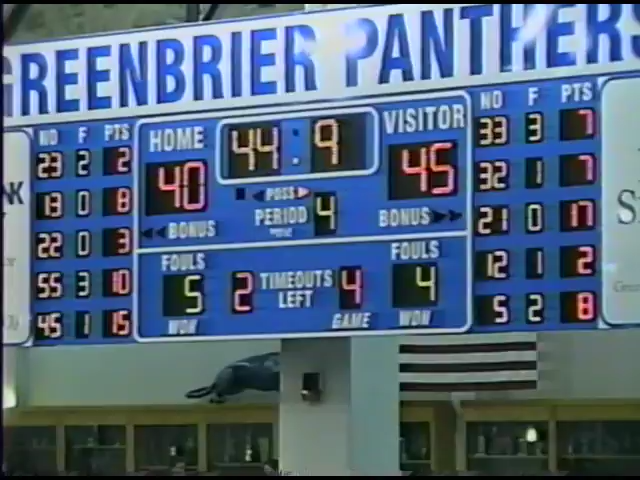 GREENBRIER PANTHERS
NO F PTS
23 2 2
13 0 8
22 0 3
55 3 10
45 1 15
HOME 44:9 VISITOR
40 45
◀ POSS ▶
PERIOD 4
◀◀ BONUS BONUS ▶▶
FOULS FOULS
5 2 TIMEOUTS LEFT 4 4
WON GAME WON
NO F PTS
33 3 7
32 1 7
21 0 17
12 1 2
5 2 8